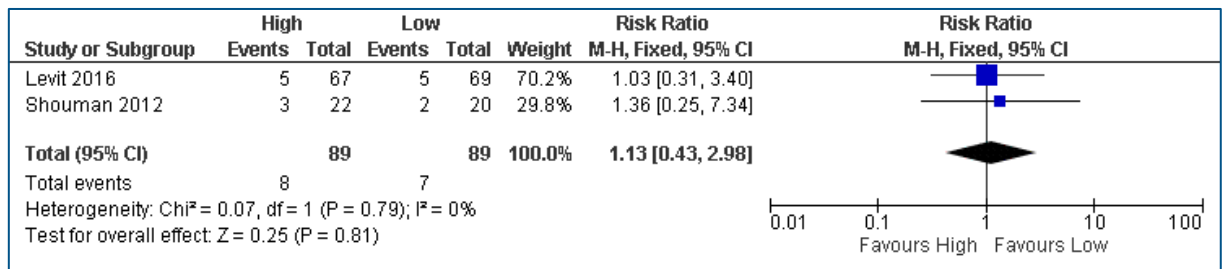 High Low Risk Ratio Risk Ratio
Study or Subgroup Events Total Events Total Weight M-H, Fixed, 95% CI M-H, Fixed, 95% CI
Levit 2016 5 67 5 69 70.2% 1.03 [0.31, 3.40]
Shouman 2012 3 22 2 20 29.8% 1.36 [0.25, 7.34]
Total (95% CI) 89 89 100.0% 1.13 [0.43, 2.98]
Total events 8 7
Heterogeneity: Chi² = 0.07, df = 1 (P = 0.79); I² = 0%
Test for overall effect: Z = 0.25 (P = 0.81)
0.01 0.1 1 10 100
Favours High Favours Low